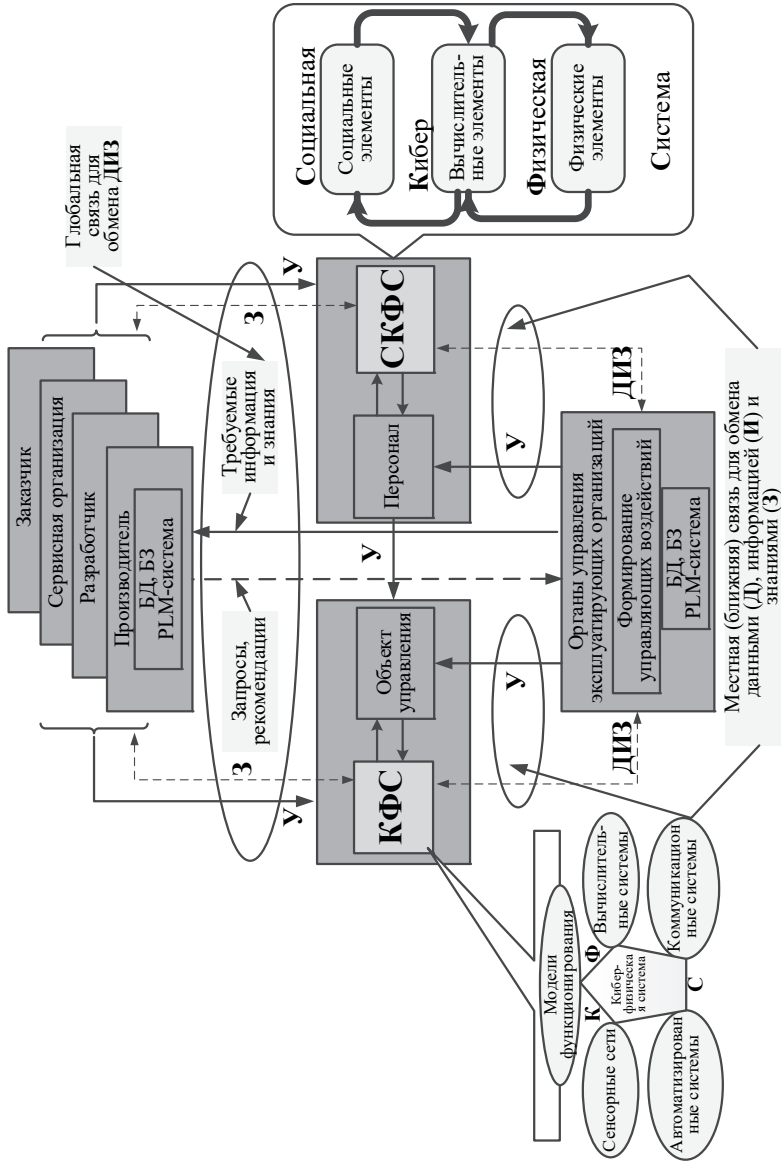 Заказчик
Сервисная организация
Разработчик
Производитель
БД, БЗ
PLM-система
Глобальная
связь для
обмена ДИЗ
У
З
Запросы,
рекомендации
Требуемые
информация
и знания
З
У
КФС
Объект
управления
У
Персонал
СКФС
Социальная
Социальные
элементы
Кибер
Вычислитель-
ные элементы
Физическая
Физические
элементы
Система
У
У
ДИЗ
ДИЗ
Органы управления
эксплуатирующих организаций
Формирование
управляющих воздействий
БД, БЗ
PLM-система
Модели
функционирования
Сенсорные сети
К
Ф
Вычислитель-
ные системы
Кибер-
физическа
я система
Автоматизирован
ные системы
С
Коммуникацион
ные системы
Местная (ближняя) связь для обмена
данными (Д), информацией (И) и
знаниями (З)